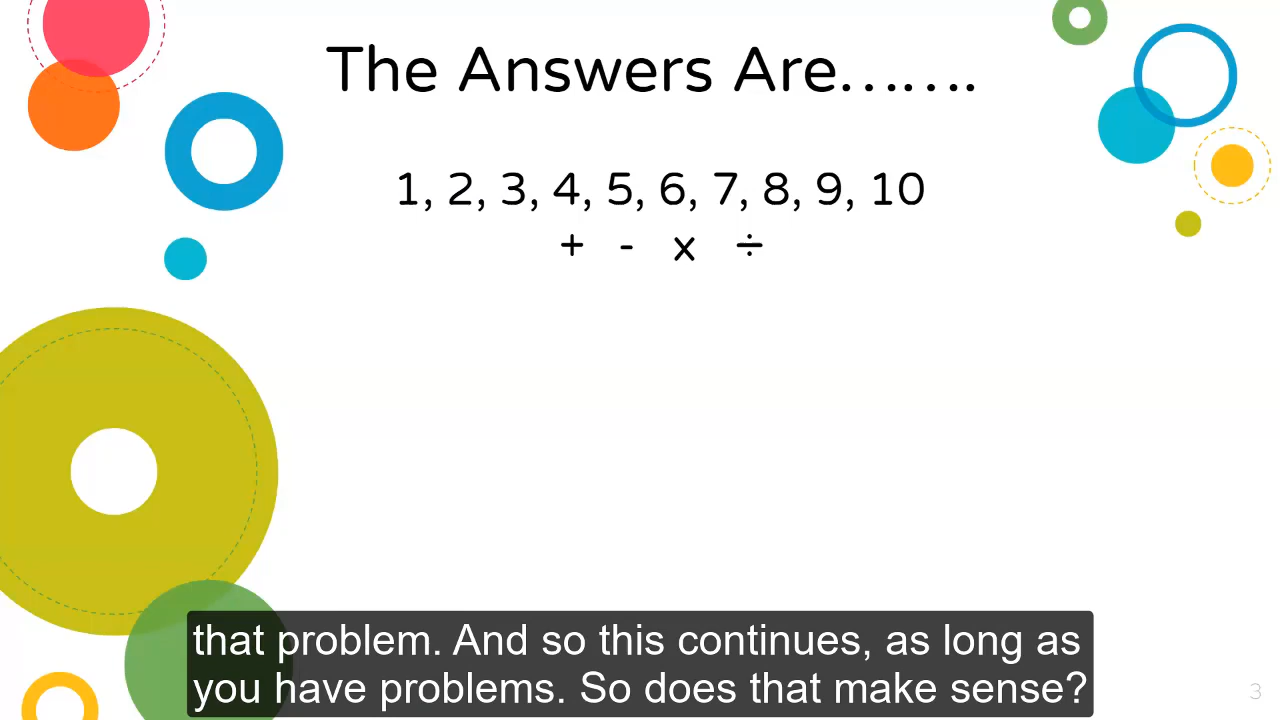 The Answers Are…….
1, 2, 3, 4, 5, 6, 7, 8, 9, 10
+ - x ÷
that problem. And so this continues, as long as
you have problems. So does that make sense?
3